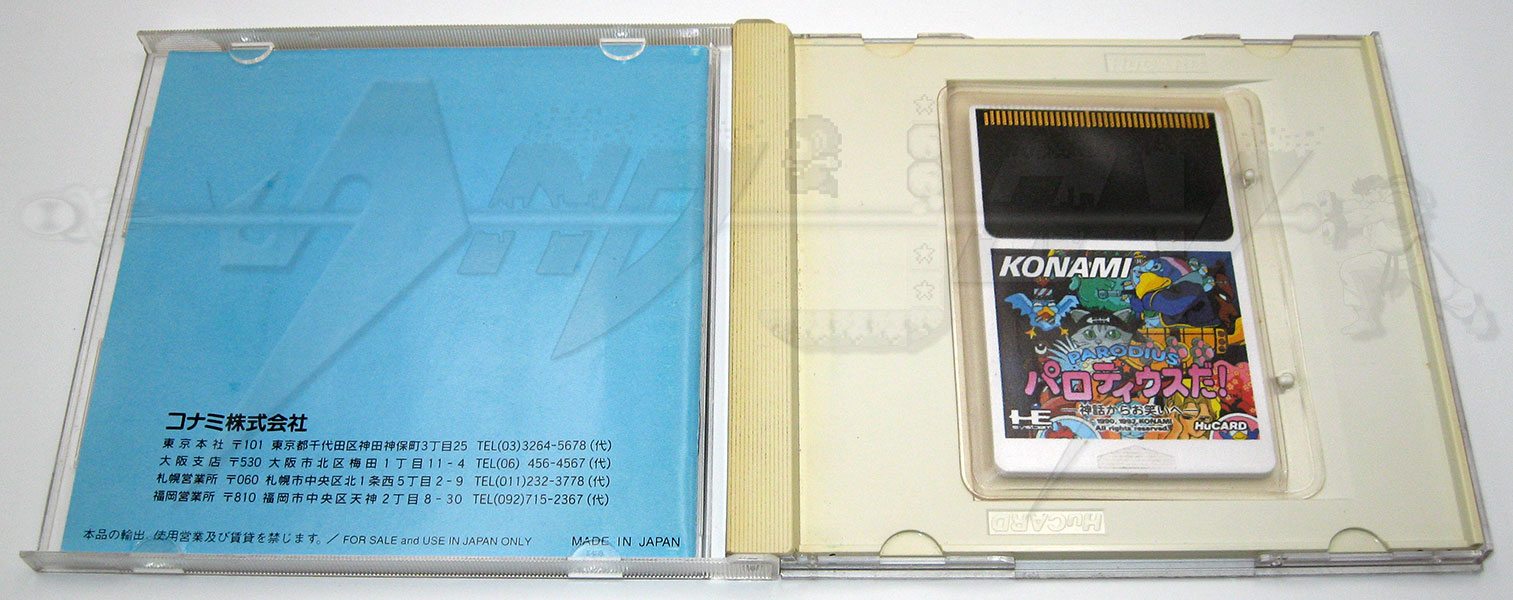 コナミ株式会社
東京本社 〒101 東京都千代田区神田神保町3丁目25 TEL(03)3264-5678(代)
大阪支店 〒530 大阪市北区梅田1丁目11-4 TEL(06) 456-4567(代)
札幌営業所 〒060 札幌市中央区北1条西5丁目2-9 TEL(011)232-3778(代)
福岡営業所 〒810 福岡市中央区天神2丁目8-30 TEL(092)715-2367(代)
本品の輸出、使用営業及び賃貸を禁じます。/ FOR SALE and USE IN JAPAN ONLY MADE IN JAPAN
KONAMI®
PARODIUS
パロディウスだ!
―神話からお笑いへ―
HE SYSTEM
© 1990, 1992 KONAMI
All rights reserved.
HuCARD
HuCARD